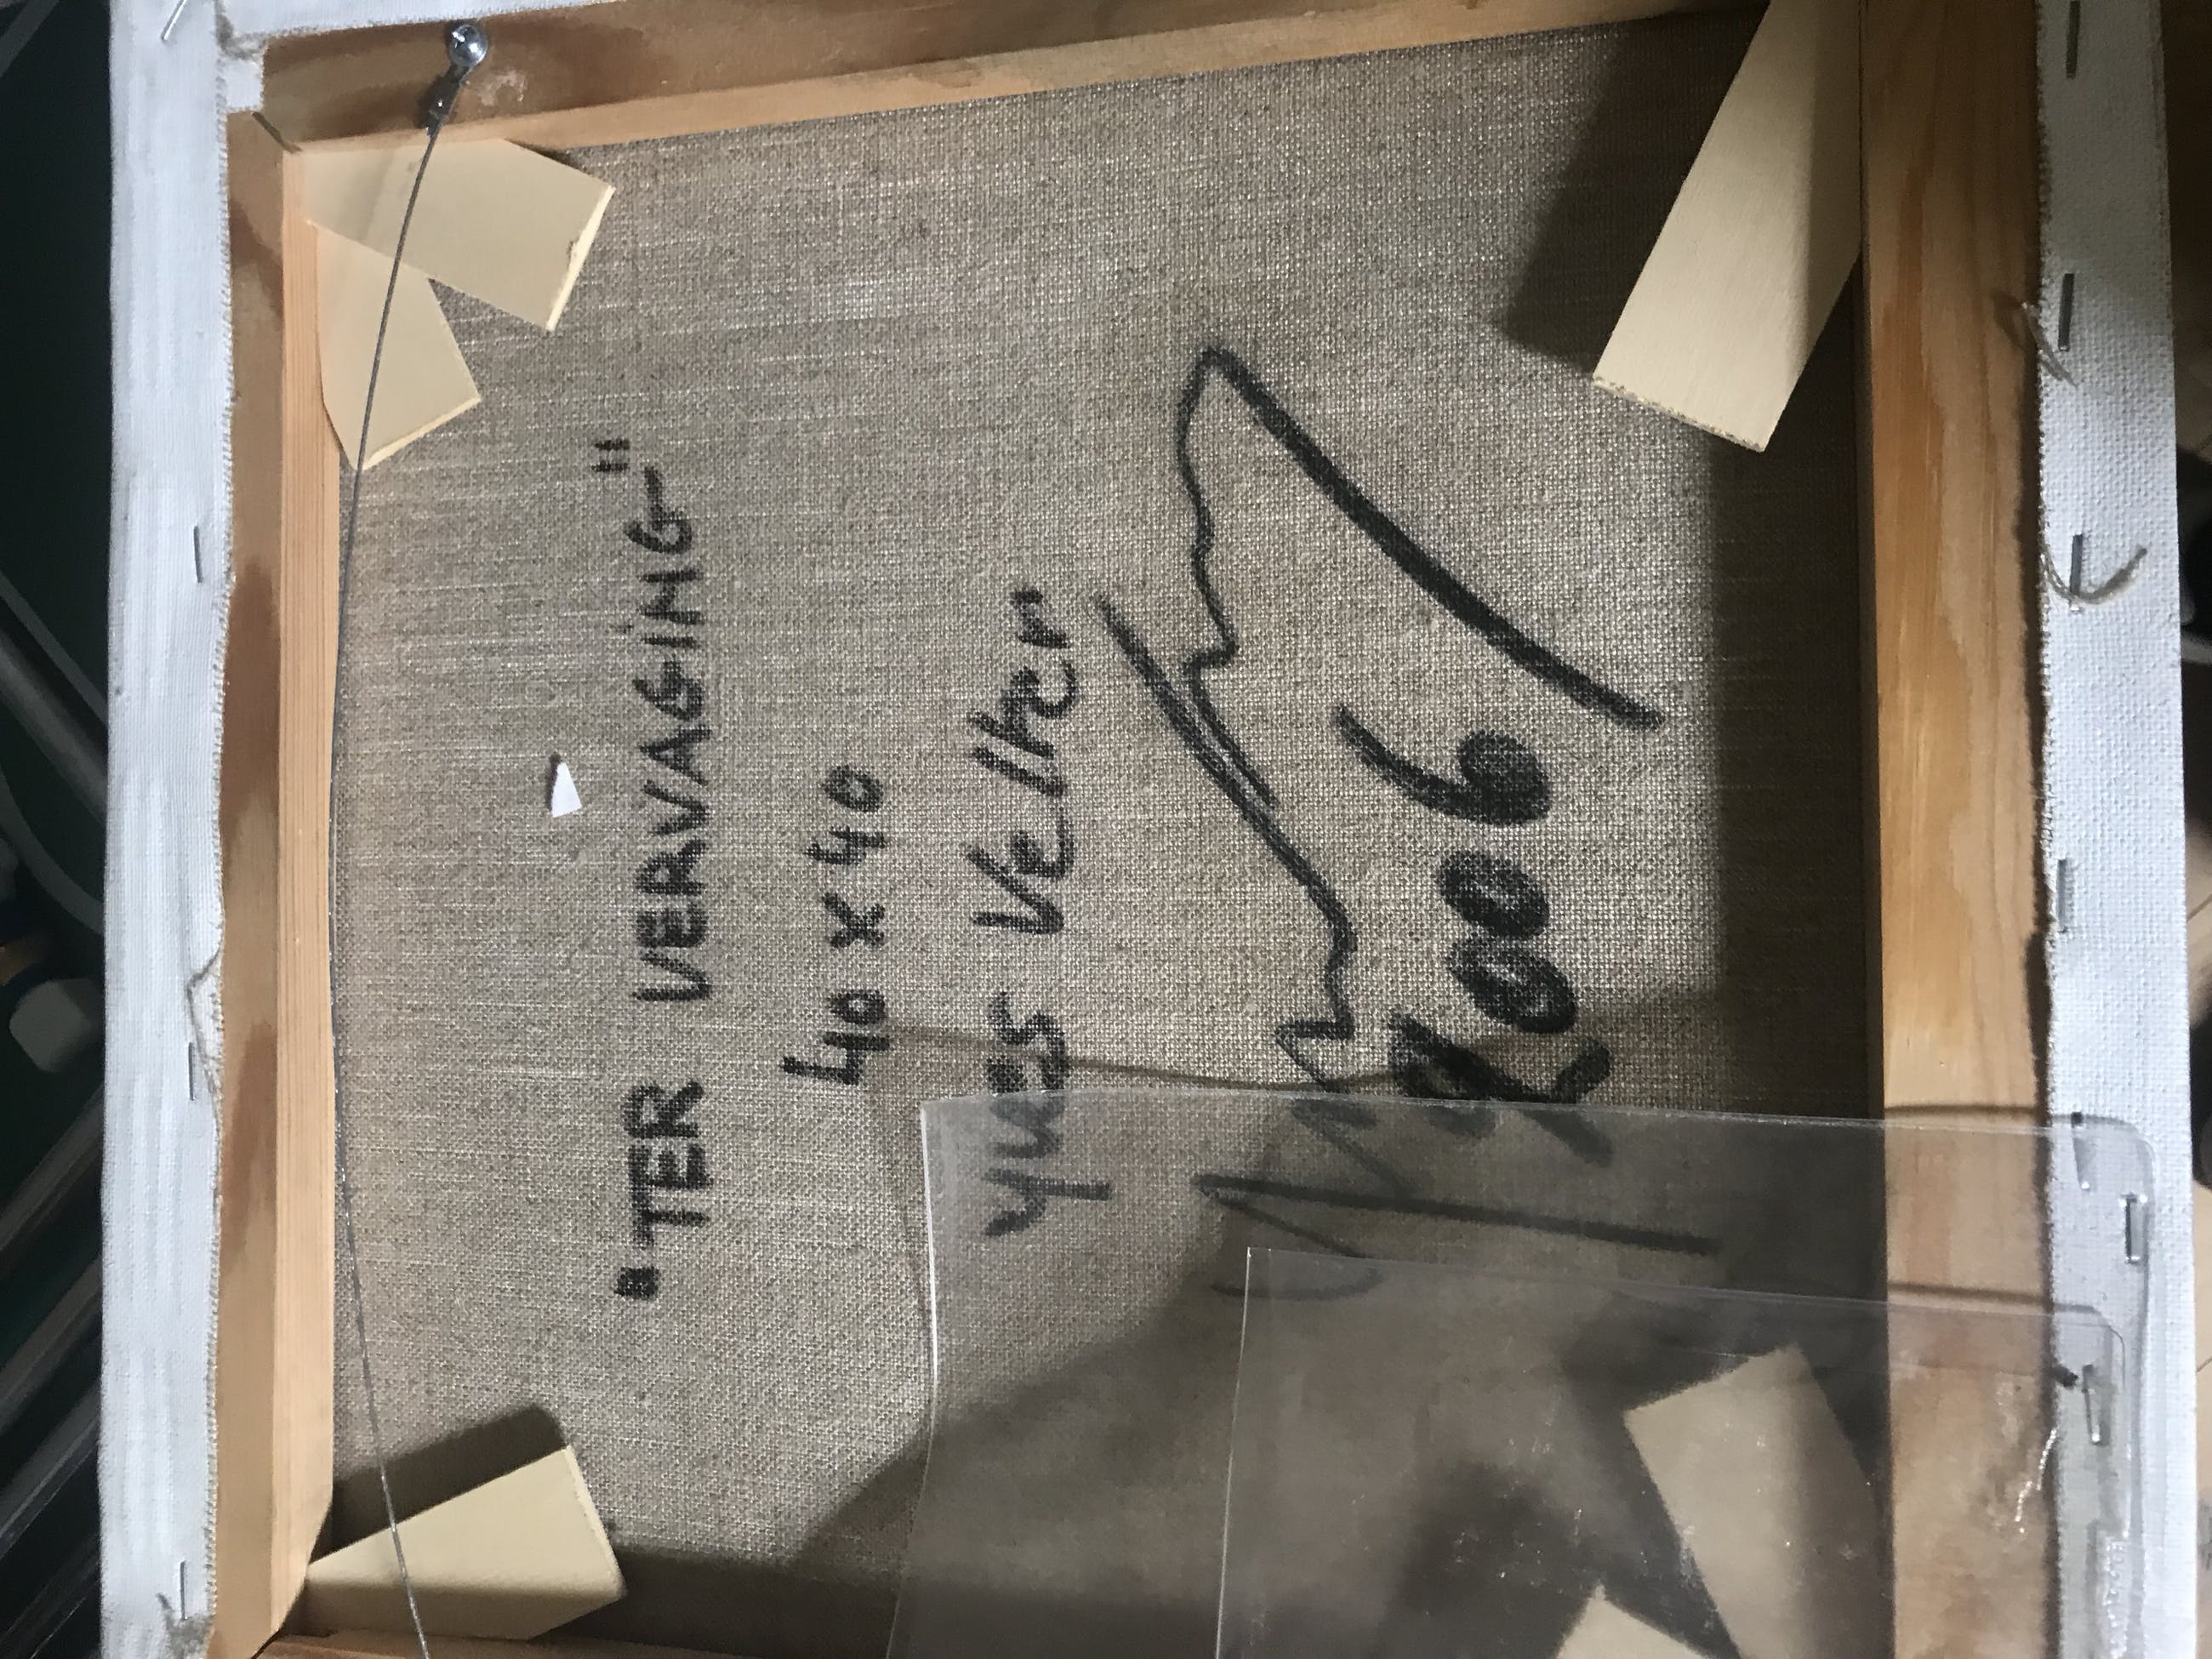 "TER VERVAGING"
40 x 40
Yves Velter
2006